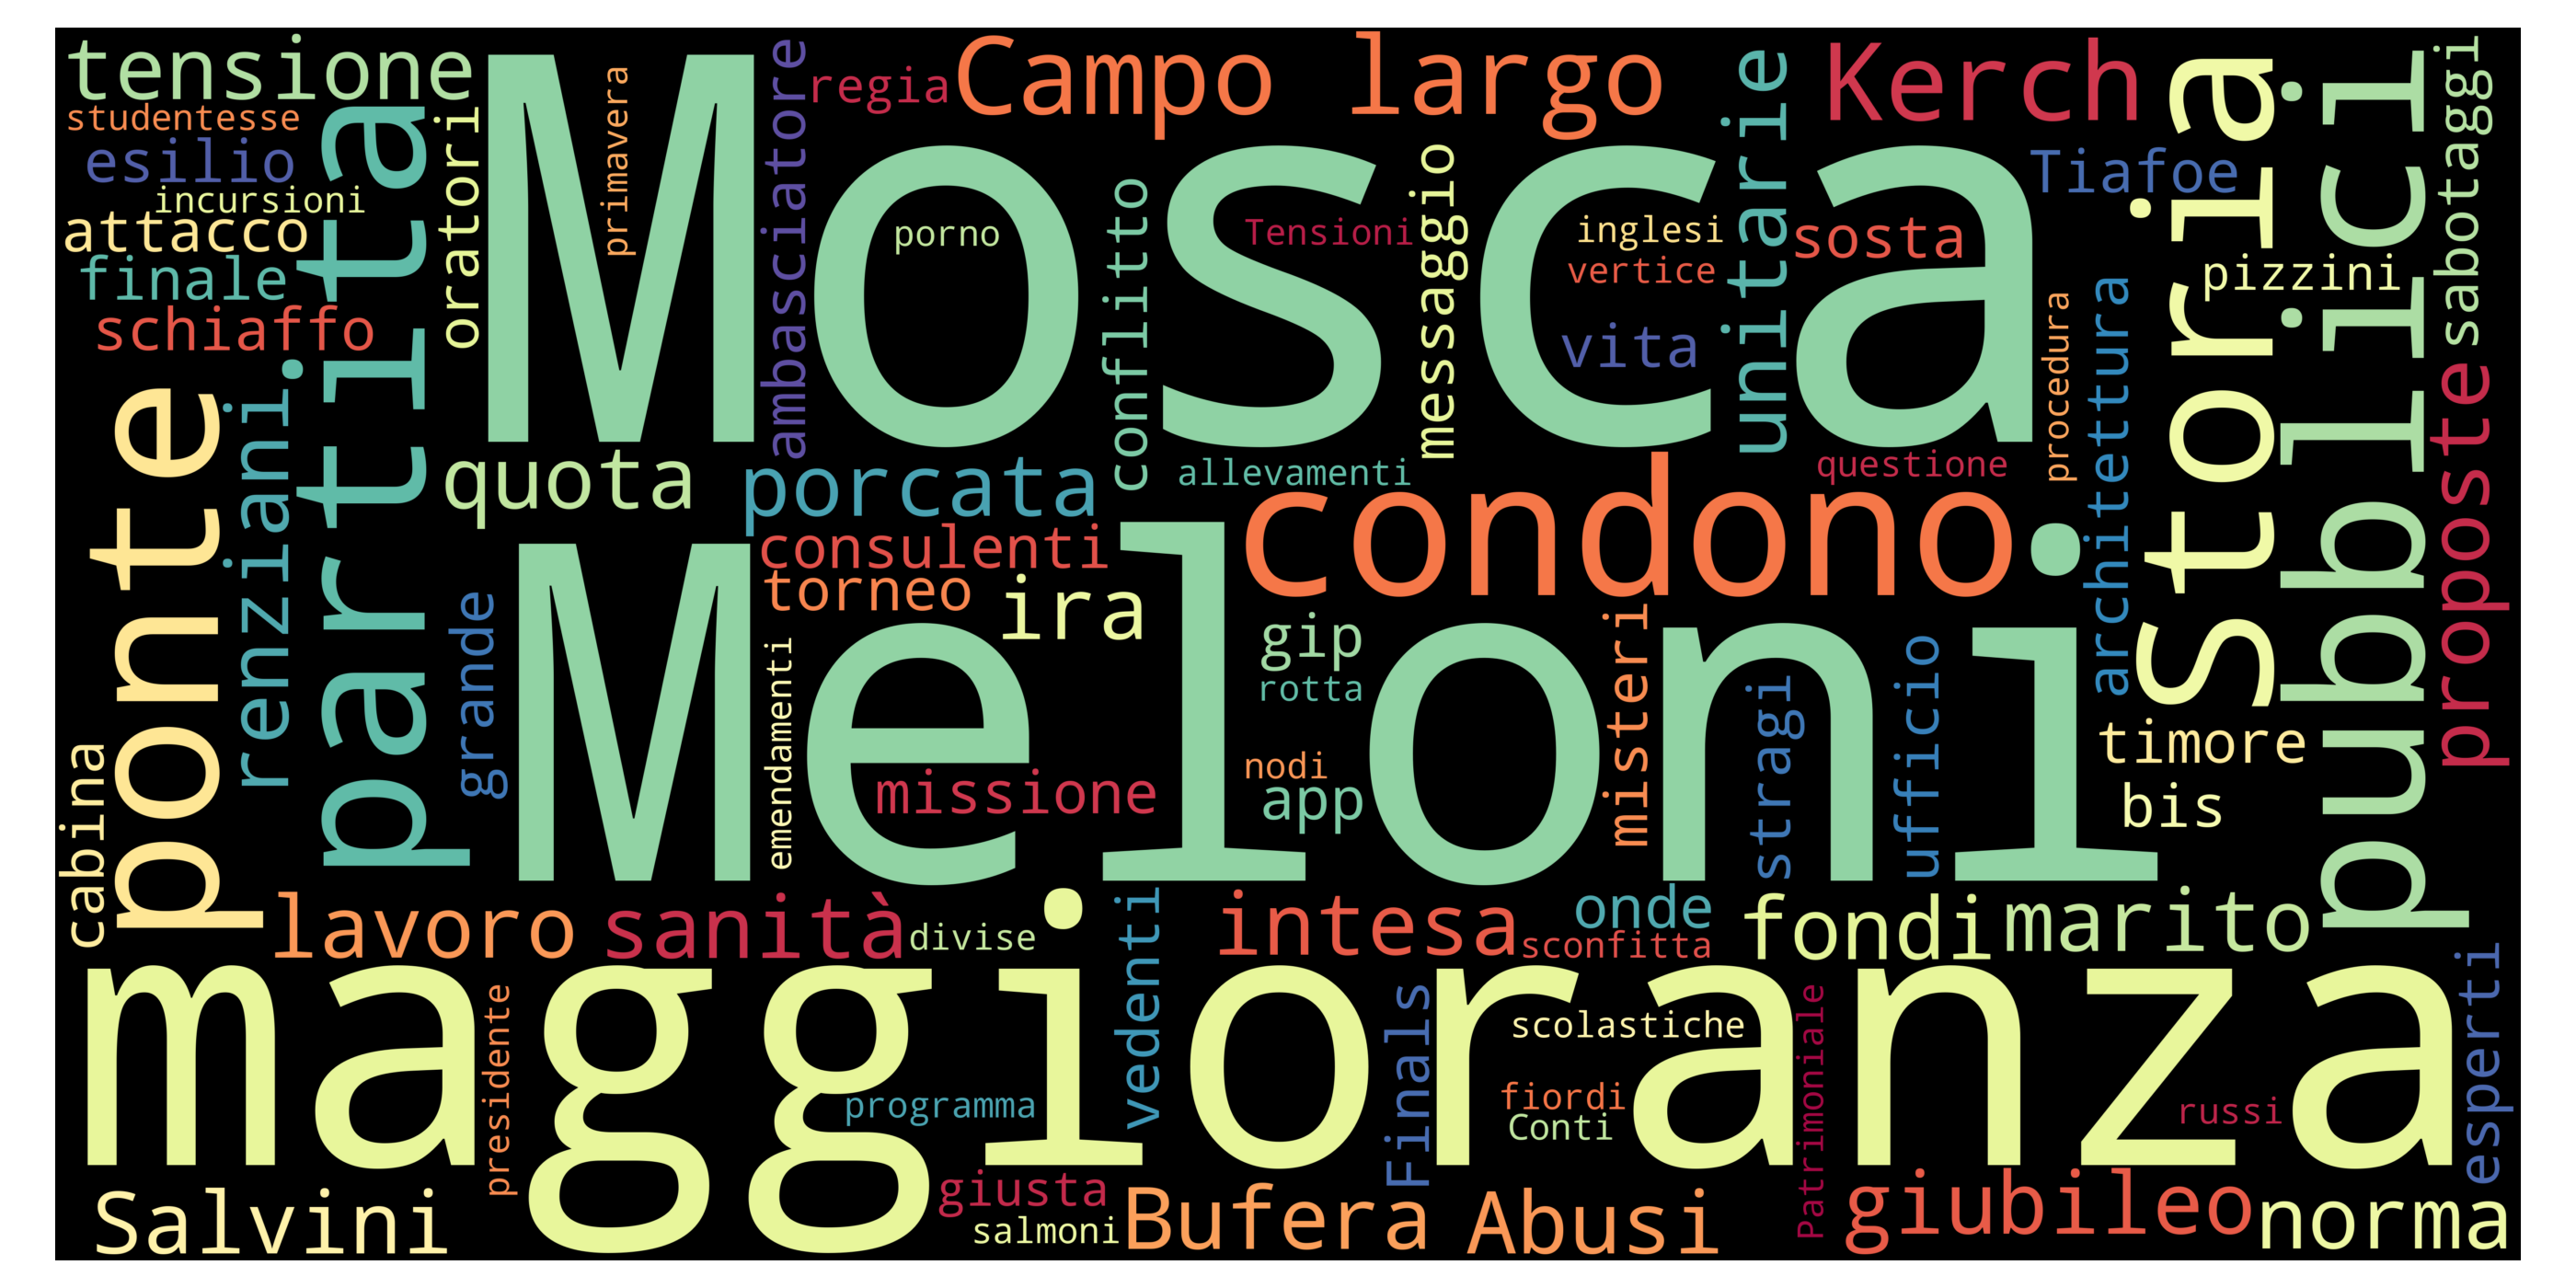 tensione
studentesse
esilio
incursioni
attacco
finale
schiaffo
partita
oratori
primavera
ambasciatore
regia
Campo largo
Kerch
Mosca
porno
Tensioni
conflitto
messaggio
inglesi
vertice
vita
unitarie
sosta
Tiafoe
storia
pubblici
sabotaggi
pizzini
procedura
architettura
proposte
ponte
renziani
quota
porcata
allevamenti
questione
condono
consulenti
torneo
ira
grande
emendamenti
Meloni
gip
rotta
nodi
app
missione
misteri
stragi
ufficio
timore
bis
cabina
lavoro
sanità
divise
vedenti
intesa
onde
sconfitta
fondi
marito
esperti
maggioranza
presidente
programma
Finals
scolastiche
fiordi
Conti
Patrimoniale
russi
Salvini
giusta
salmoni
Bufera
Abusi
giubileo
norma